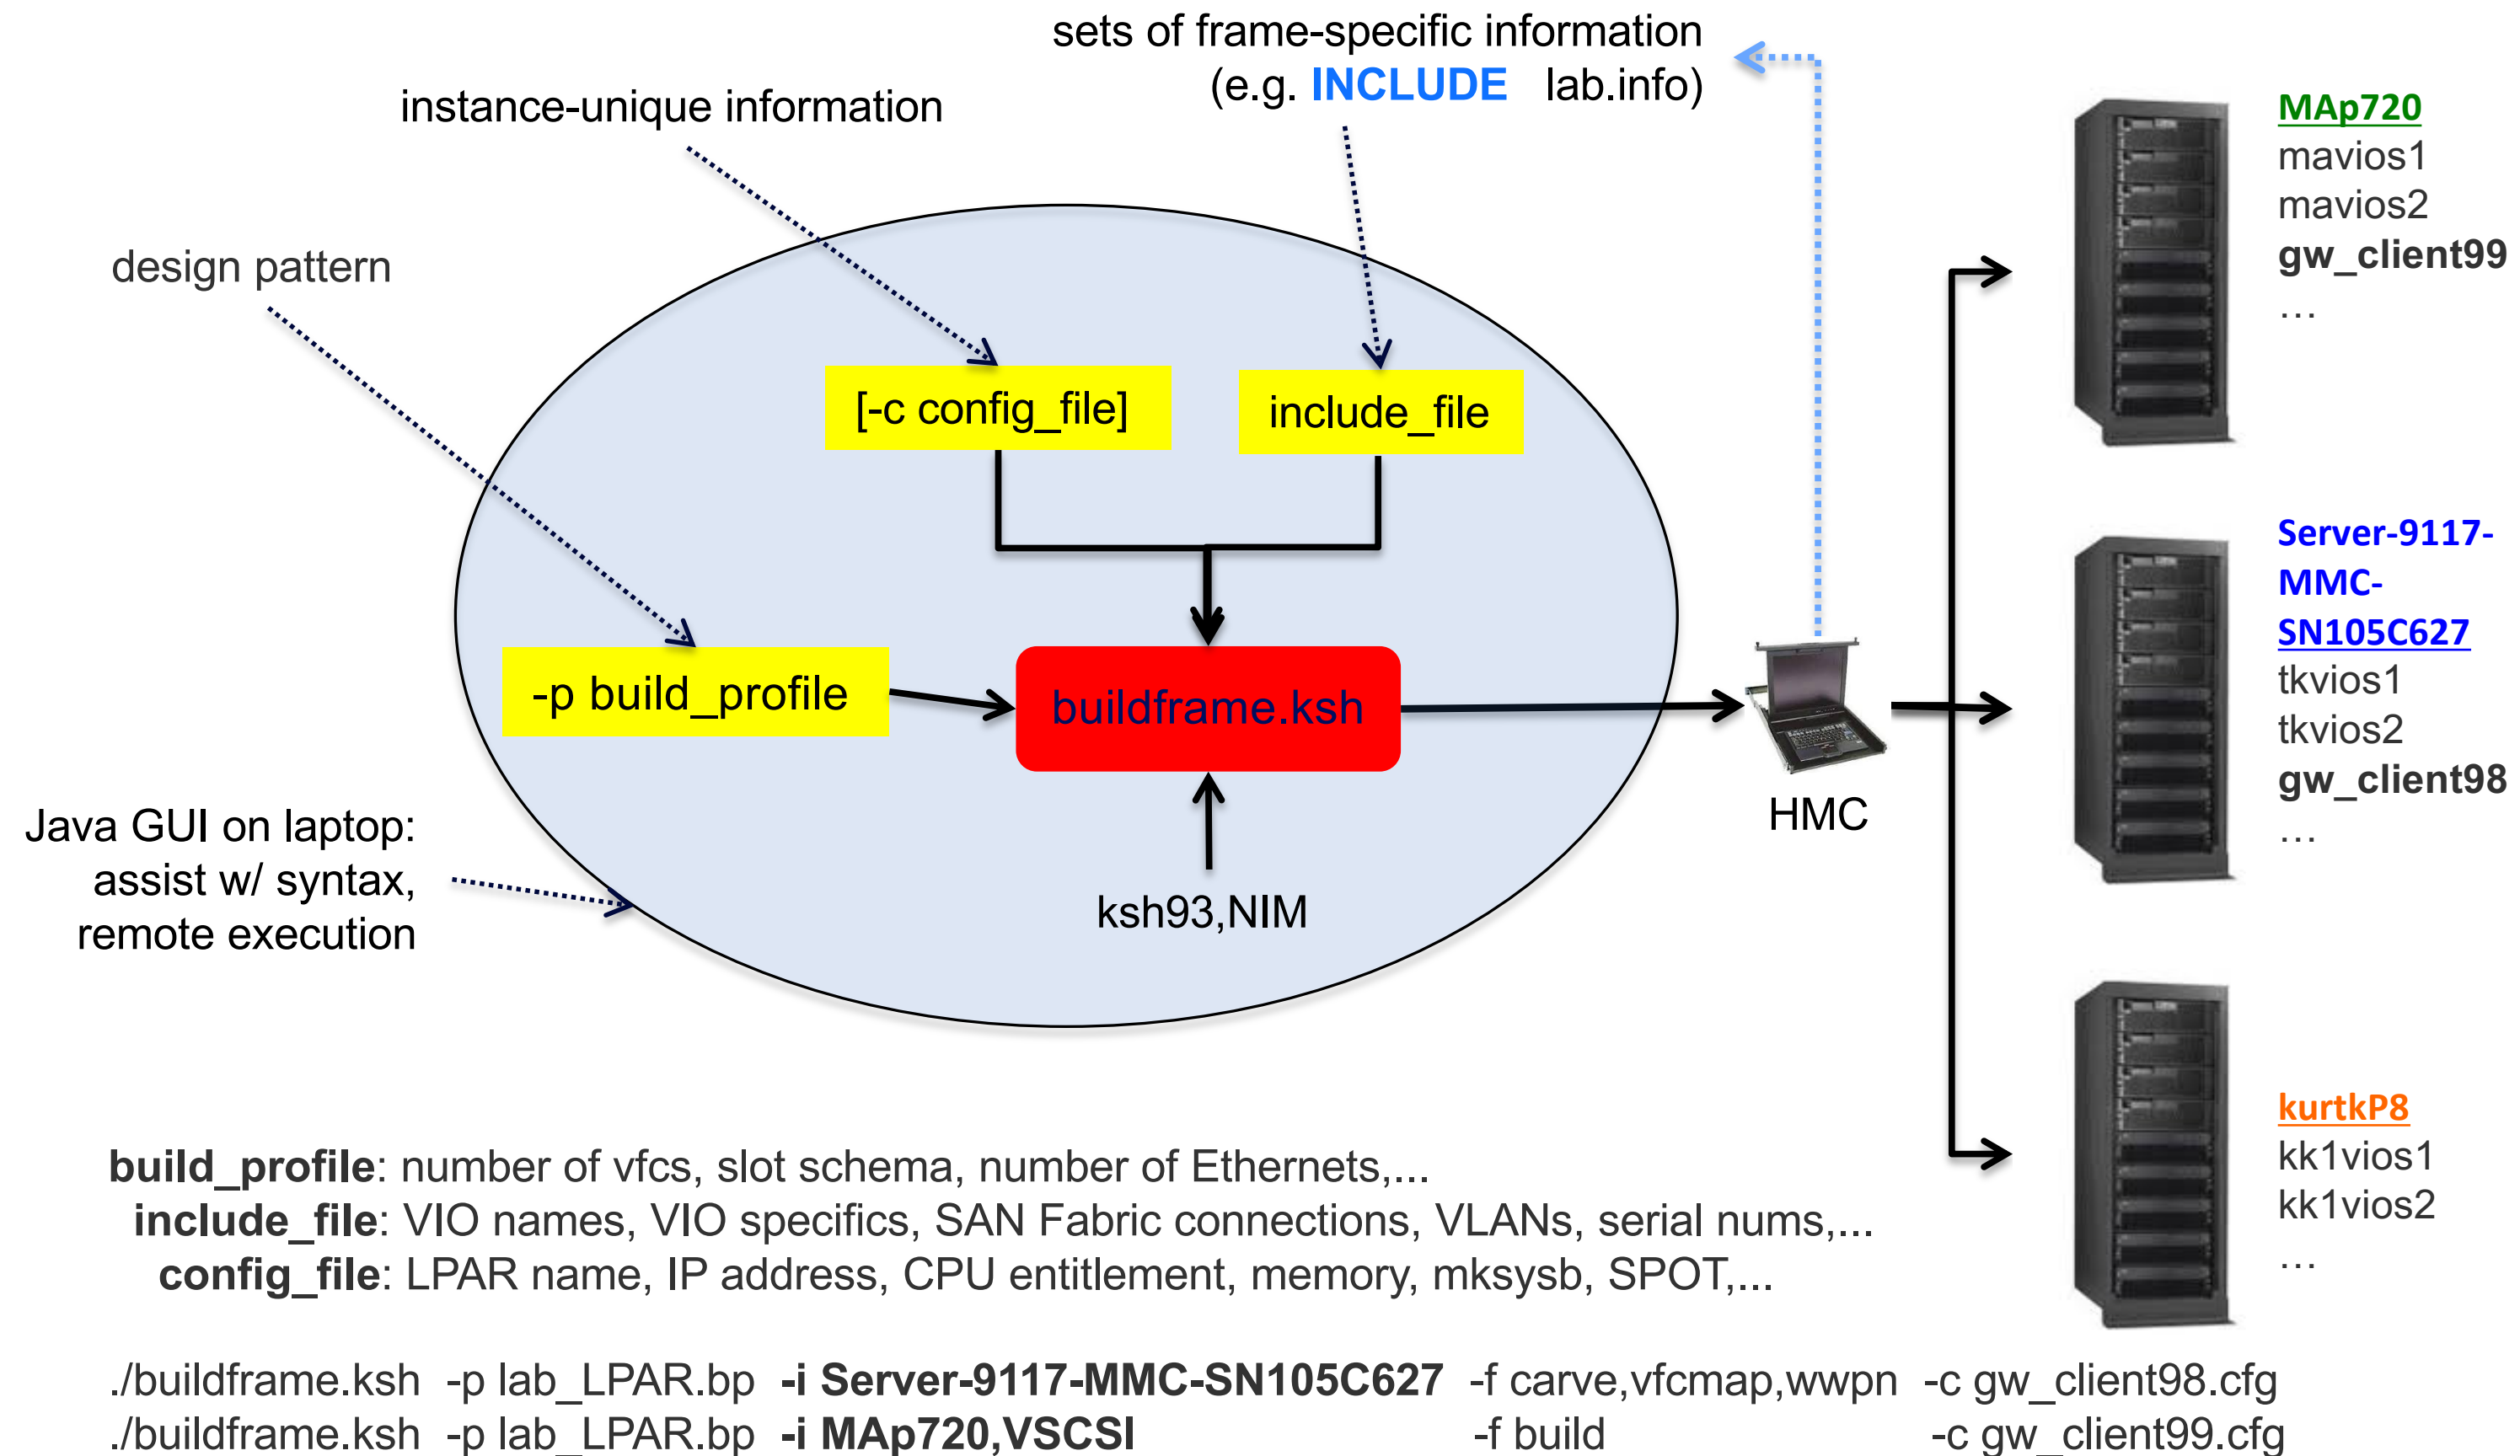 sets of frame-specific information
(e.g. INCLUDE lab.info)
instance-unique information
design pattern
[-c config_file]
include_file
-p build_profile
buildframe.ksh
ksh93,NIM
Java GUI on laptop:
assist w/ syntax,
remote execution
HMC
MAp720
mavios1
mavios2
gw_client99
...
Server-9117-
MMC-
SN105C627
tkvios1
tkvios2
gw_client98
...
kurtkP8
kk1vios1
kk1vios2
...
build_profile: number of vfcs, slot schema, number of Ethernets,...
include_file: VIO names, VIO specifics, SAN Fabric connections, VLANs, serial nums,...
config_file: LPAR name, IP address, CPU entitlement, memory, mksysb, SPOT,...
./buildframe.ksh -p lab_LPAR.bp -i Server-9117-MMC-SN105C627 -f carve,vfcmap,wwpn -c gw_client98.cfg
./buildframe.ksh -p lab_LPAR.bp -i MAp720,VSCSI -f build -c gw_client99.cfg